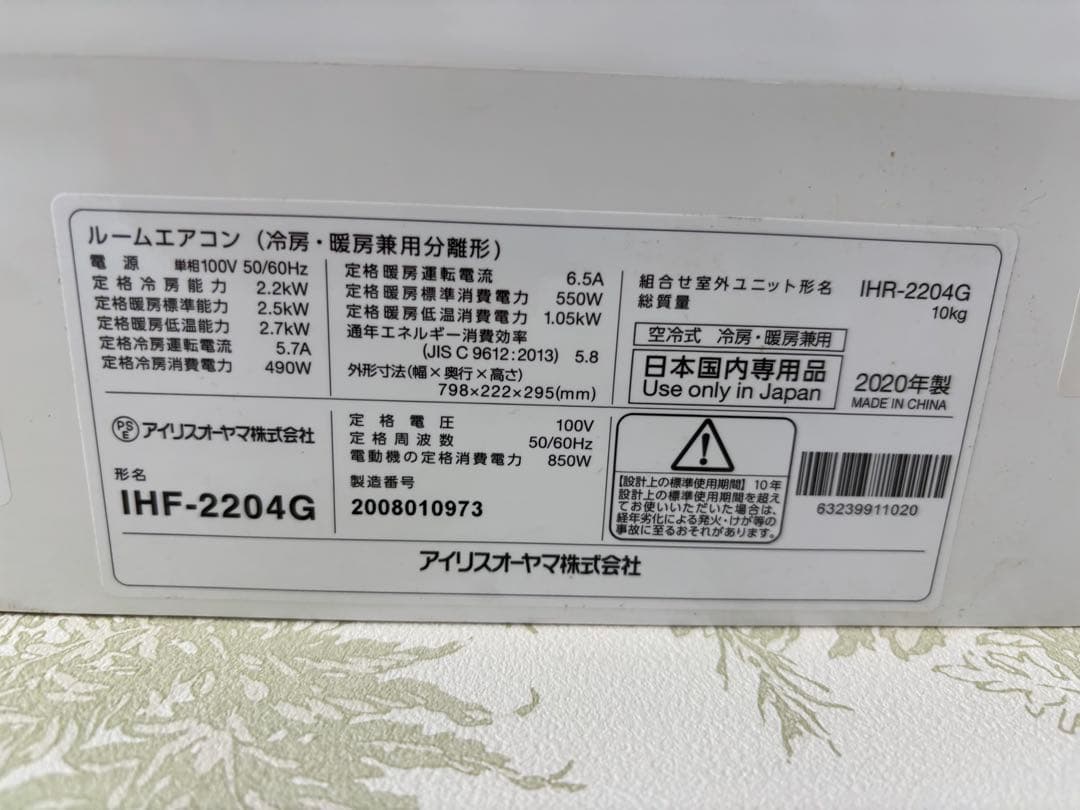 ルームエアコン（冷房・暖房兼用分離形）
電源 単相100V 50/60Hz
定格冷房能力 2.2kW
定格暖房標準能力 2.5kW
定格暖房低温能力 2.7kW
定格冷房運転電流 5.7A
定格冷房消費電力 490W
定格暖房運転電流 6.5A
定格暖房標準消費電力 550W
定格暖房低温消費電力 1.05kW
通年エネルギー消費効率
(JIS C 9612:2013) 5.8
外形寸法(幅×奥行×高さ)
798×222×295(mm)
組合せ室外ユニット形名 IHR-2204G
総質量 10kg
空冷式 冷房・暖房兼用
日本国内専用品
Use only in Japan
2020年製
MADE IN CHINA
PSE アイリスオーヤマ株式会社
形名
IHF-2204G
定格電圧 100V
定格周波数 50/60Hz
電動機の定格消費電力 850W
製造番号
2008010973
【設計上の標準使用期間】10年
設計上の標準使用期間を超え
てお使いいただいた場合は、
経年劣化による発火・けが等の
事故に至るおそれがあります。
63239911020
アイリスオーヤマ株式会社